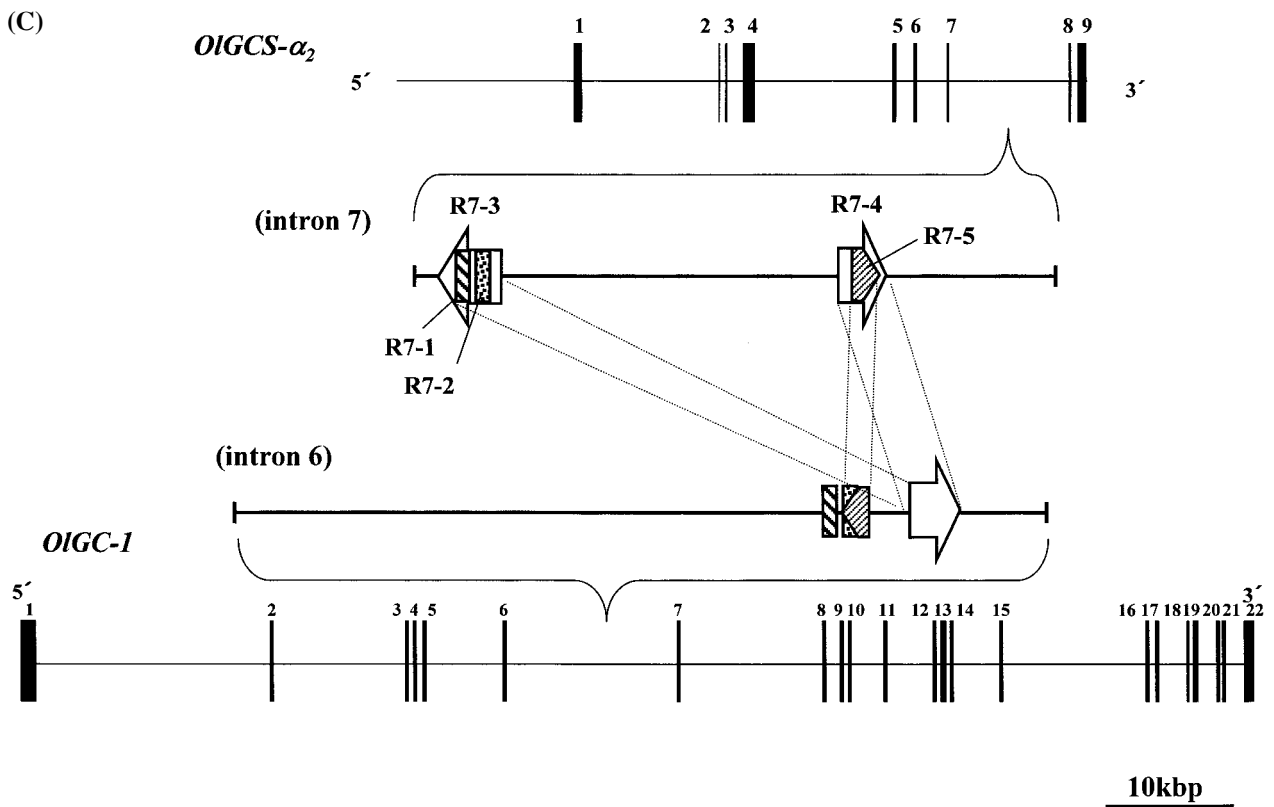 (C)
OlGCS-α₂
1 2 3 4 5 6 7 8 9
5´
3´
(intron 7)
R7-3
R7-4
R7-5
R7-1
R7-2
(intron 6)
OlGC-1
5´
3´
1 2 3 4 5 6 7 8 9 10 11 12 13 14 15 16 17 18 19 20 21 22
10kbp